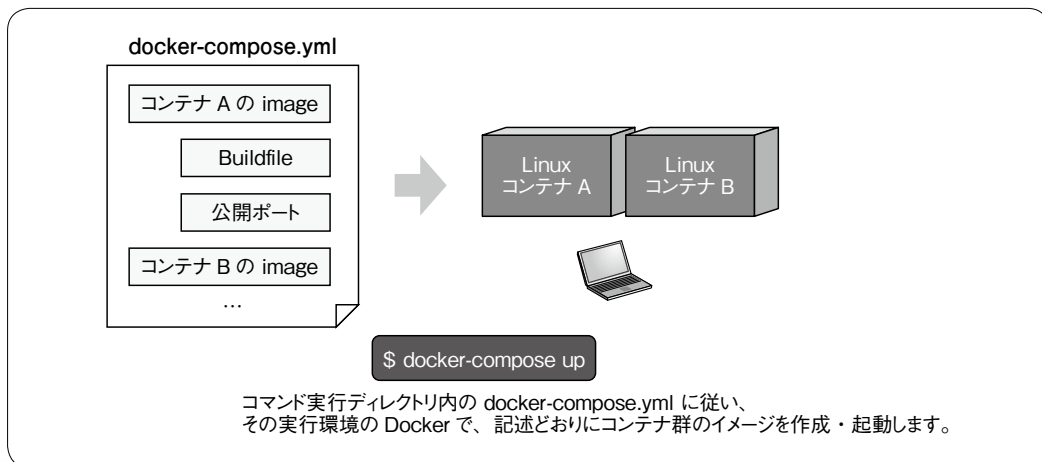 docker-compose.yml
コンテナ A の image
Buildfile
公開ポート
コンテナ B の image
…
Linux
コンテナ A
Linux
コンテナ B
$ docker-compose up
コマンド実行ディレクトリ内の docker-compose.yml に従い、
その実行環境の Docker で、記述どおりにコンテナ群のイメージを作成・起動します。